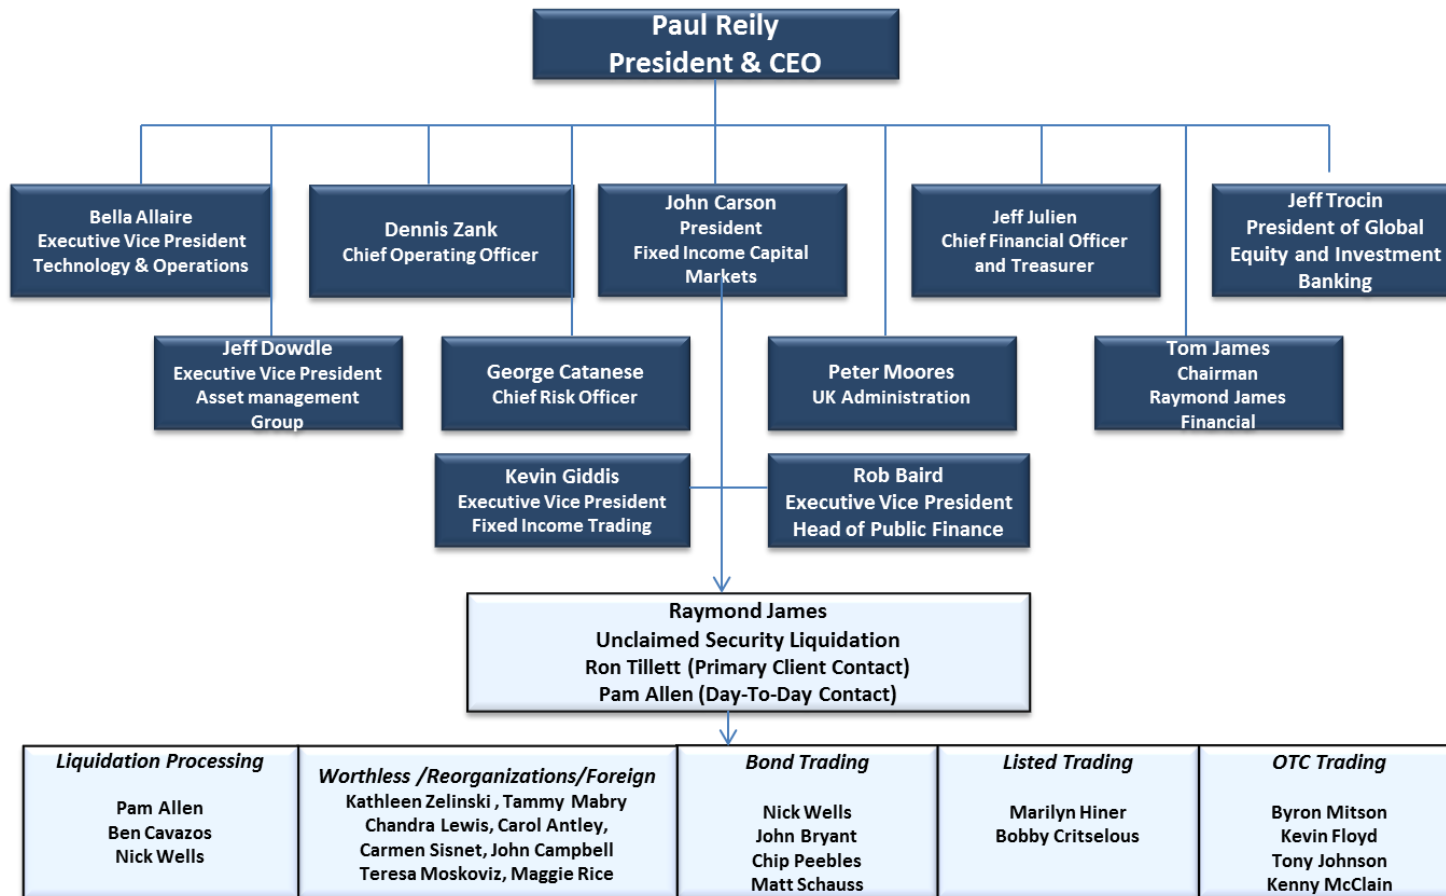 Paul Reily
President & CEO
Bella Allaire
Executive Vice President
Technology & Operations
Dennis Zank
Chief Operating Officer
John Carson
President
Fixed Income Capital
Markets
Jeff Julien
Chief Financial Officer
and Treasurer
Jeff Trocin
President of Global
Equity and Investment
Banking
Jeff Dowdle
Executive Vice President
Asset management
Group
George Catanese
Chief Risk Officer
Peter Moores
UK Administration
Tom James
Chairman
Raymond James
Financial
Kevin Giddis
Executive Vice President
Fixed Income Trading
Rob Baird
Executive Vice President
Head of Public Finance
Raymond James
Unclaimed Security Liquidation
Ron Tillett (Primary Client Contact)
Pam Allen (Day-To-Day Contact)
Liquidation Processing
Pam Allen
Ben Cavazos
Nick Wells
Worthless /Reorganizations/Foreign
Kathleen Zelinski , Tammy Mabry
Chandra Lewis, Carol Antley,
Carmen Sisnet, John Campbell
Teresa Moskoviz, Maggie Rice
Bond Trading
Nick Wells
John Bryant
Chip Peebles
Matt Schauss
Listed Trading
Marilyn Hiner
Bobby Critselous
OTC Trading
Byron Mitson
Kevin Floyd
Tony Johnson
Kenny McClain